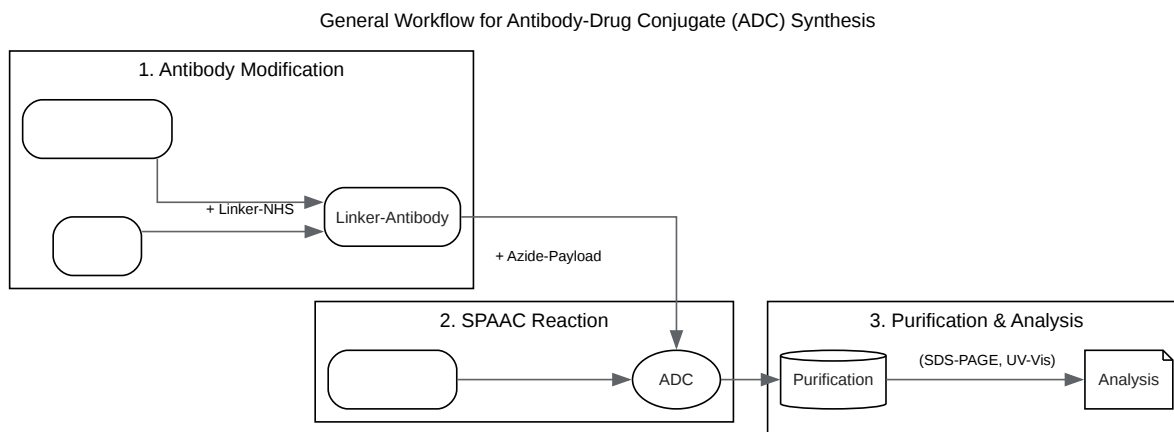 General Workflow for Antibody-Drug Conjugate (ADC) Synthesis
1. Antibody Modification
+ Linker-NHS
Linker-Antibody
+ Azide-Payload
2. SPAAC Reaction
ADC
3. Purification & Analysis
Purification
(SDS-PAGE, UV-Vis)
Analysis